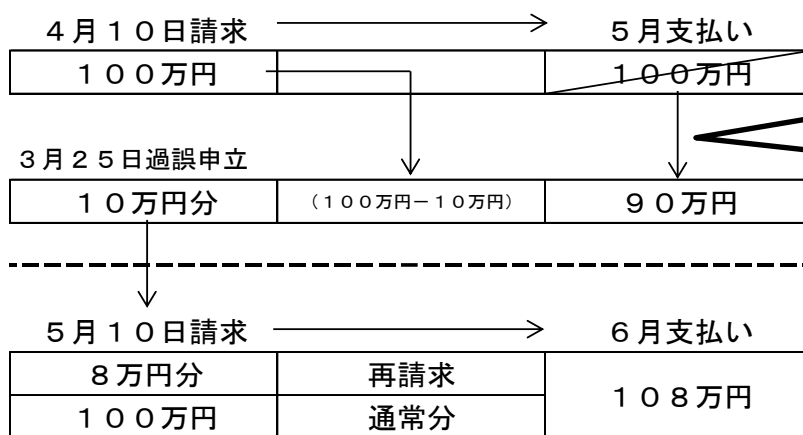 4月10日請求 5月支払い
100万円 100万円
3月25日過誤申立
10万円分 (100万円－10万円) 90万円
5月10日請求 6月支払い
8万円分 再請求
108万円
100万円 通常分